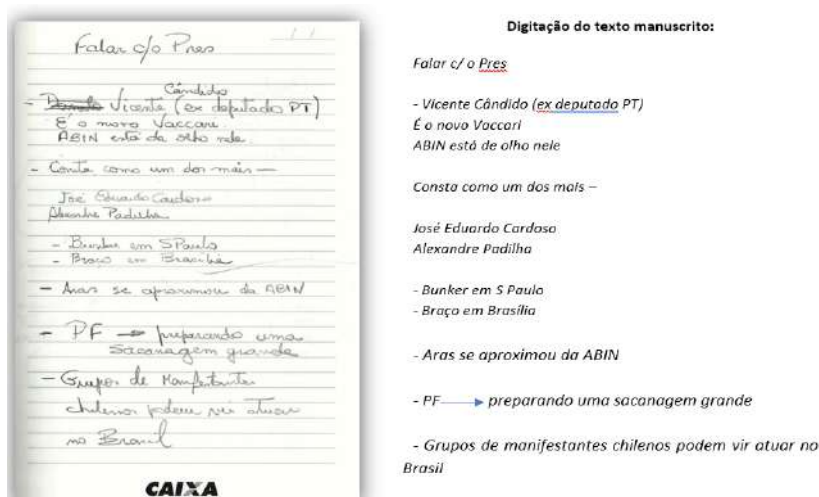 Falar c/o Pres
- Vicente Cândido (ex deputado PT)
É o novo Vaccari
ABIN está de olho nele.
- Consta como um dos mais —
José Eduardo Cardoso
Alexandre Padilha
- Bunker em SPaulo
- Braço em Brasília
- Aras se aproximou da ABIN
- PF → preparando uma
sacanagem grande
- Grupos de Manifestantes
chilenos podem vir atuar
no Brasil
CAIXA
Digitação do texto manuscrito:
Falar c/ o Pres
- Vicente Cândido (ex deputado PT)
É o novo Vaccari
ABIN está de olho nele
Consta como um dos mais –
José Eduardo Cardoso
Alexandre Padilha
- Bunker em S Paulo
- Braço em Brasília
- Aras se aproximou da ABIN
- PF → preparando uma sacanagem grande
- Grupos de manifestantes chilenos podem vir atuar no
Brasil